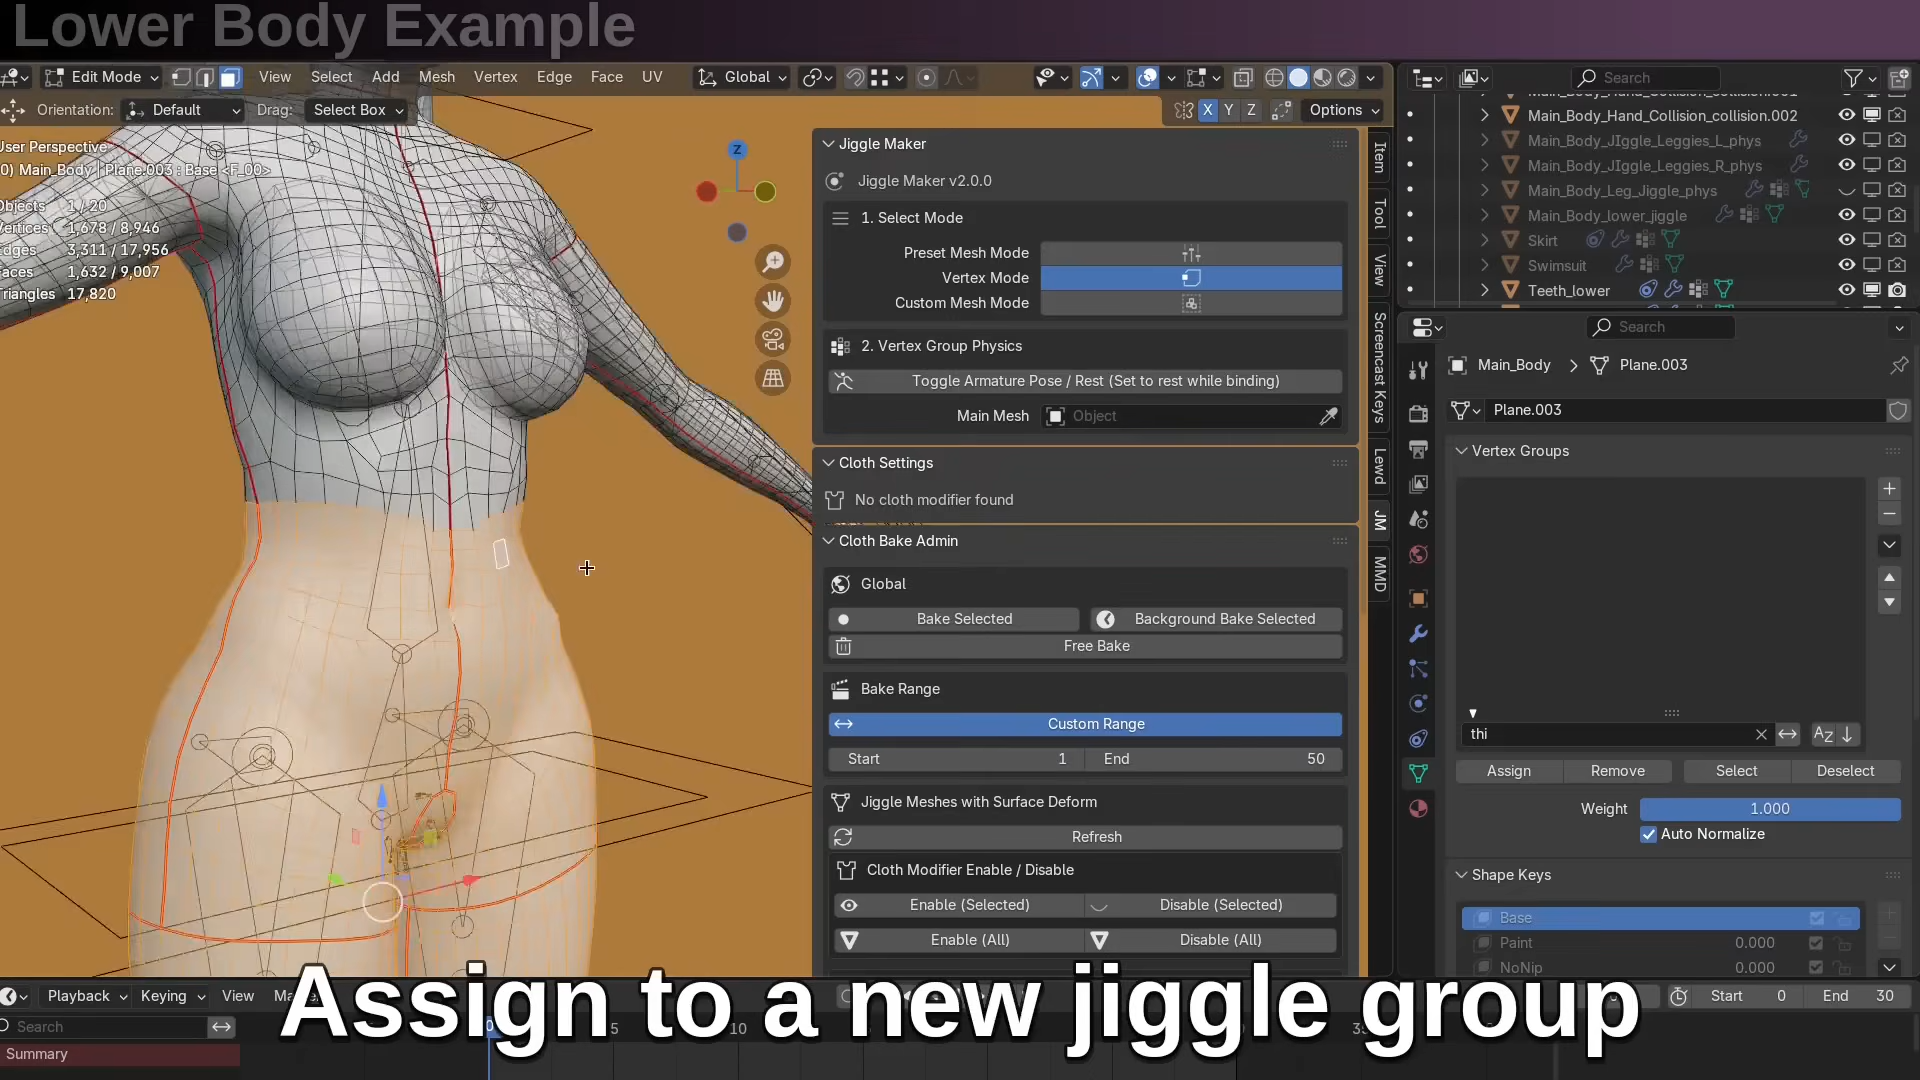 Lower Body Example
Edit Mode View Select Add Mesh Vertex Edge Face UV Global
Orientation: Default Drag: Select Box X Y Z Options
User Perspective
0) Main_Body | Plane.003 : Base <F_00>
Objects 1 / 20
Vertices 1,678 / 8,946
Edges 3,311 / 17,956
Faces 1,632 / 9,007
Triangles 17,820
Z
Jiggle Maker
Jiggle Maker v2.0.0
1. Select Mode
Preset Mesh Mode
Vertex Mode
Custom Mesh Mode
2. Vertex Group Physics
Toggle Armature Pose / Rest (Set to rest while binding)
Main Mesh Object
Cloth Settings
No cloth modifier found
Cloth Bake Admin
Global
Bake Selected Background Bake Selected
Free Bake
Bake Range
Custom Range
Start 1 End 50
Jiggle Meshes with Surface Deform
Refresh
Cloth Modifier Enable / Disable
Enable (Selected) Disable (Selected)
Enable (All) Disable (All)
Item
Tool
View
Screencast Keys
Lewd
JM
MMD
Search
Main_Body_Hand_Collision_collision.001
Main_Body_Hand_Collision_collision.002
Main_Body_JIggle_Leggies_L_phys
Main_Body_JIggle_Leggies_R_phys
Main_Body_Leg_Jiggle_phys
Main_Body_lower_jiggle
Skirt
Swimsuit
Teeth_lower
Search
Main_Body Plane.003
Plane.003
Vertex Groups
thi
Assign Remove Select Deselect
Weight 1.000
Auto Normalize
Shape Keys
Base
Paint 0.000
NoNip 0.000
Playback Keying View Start 0 End 30
Search
Summary
Assign to a new jiggle group